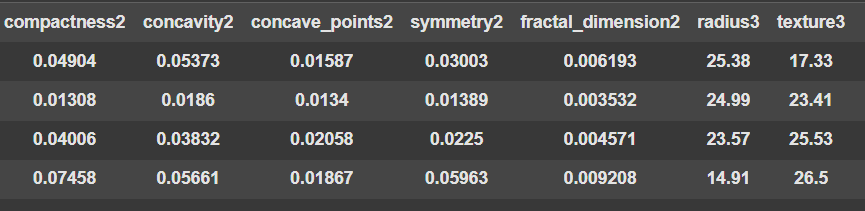 compactness2 concavity2 concave_points2 symmetry2 fractal_dimension2 radius3 texture3
0.04904 0.05373 0.01587 0.03003 0.006193 25.38 17.33
0.01308 0.0186 0.0134 0.01389 0.003532 24.99 23.41
0.04006 0.03832 0.02058 0.0225 0.004571 23.57 25.53
0.07458 0.05661 0.01867 0.05963 0.009208 14.91 26.5